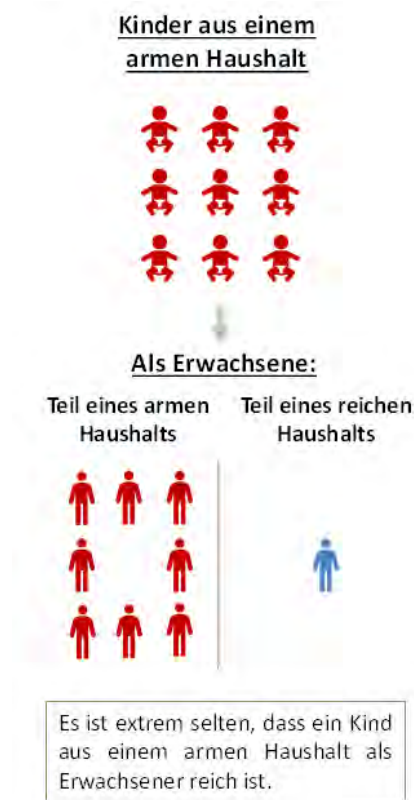 Kinder aus einem
armen Haushalt
Als Erwachsene:
Teil eines armen
Haushalts
Teil eines reichen
Haushalts
Es ist extrem selten, dass ein Kind
aus einem armen Haushalt als
Erwachsener reich ist.